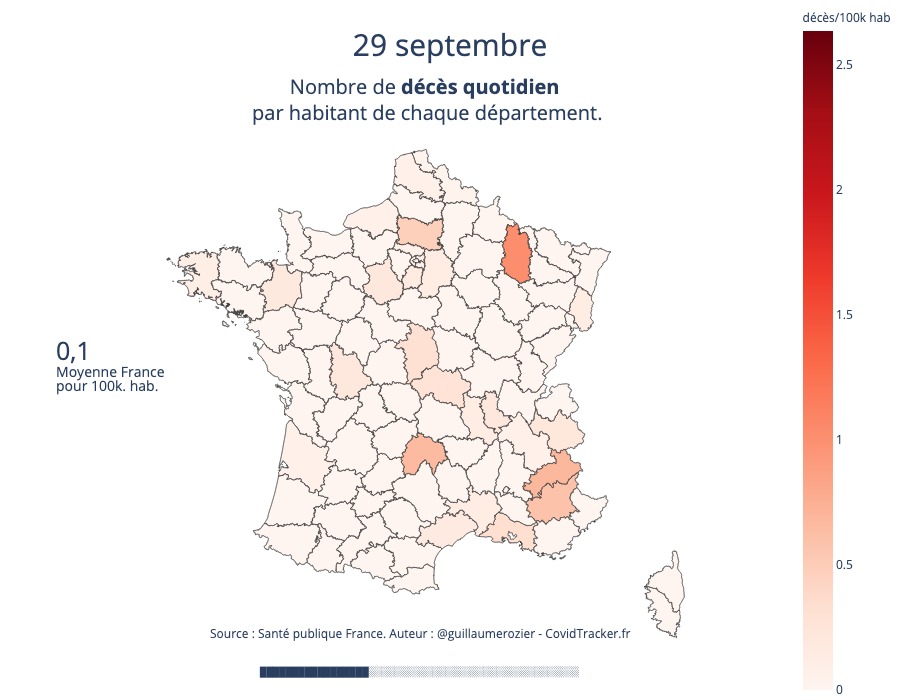 décès/100k hab
29 septembre
Nombre de décès quotidien
par habitant de chaque département.
2.5
2
1.5
0,1
Moyenne France
pour 100k. hab.
1
0.5
Source : Santé publique France. Auteur : @guillaumerozier - CovidTracker.fr
0